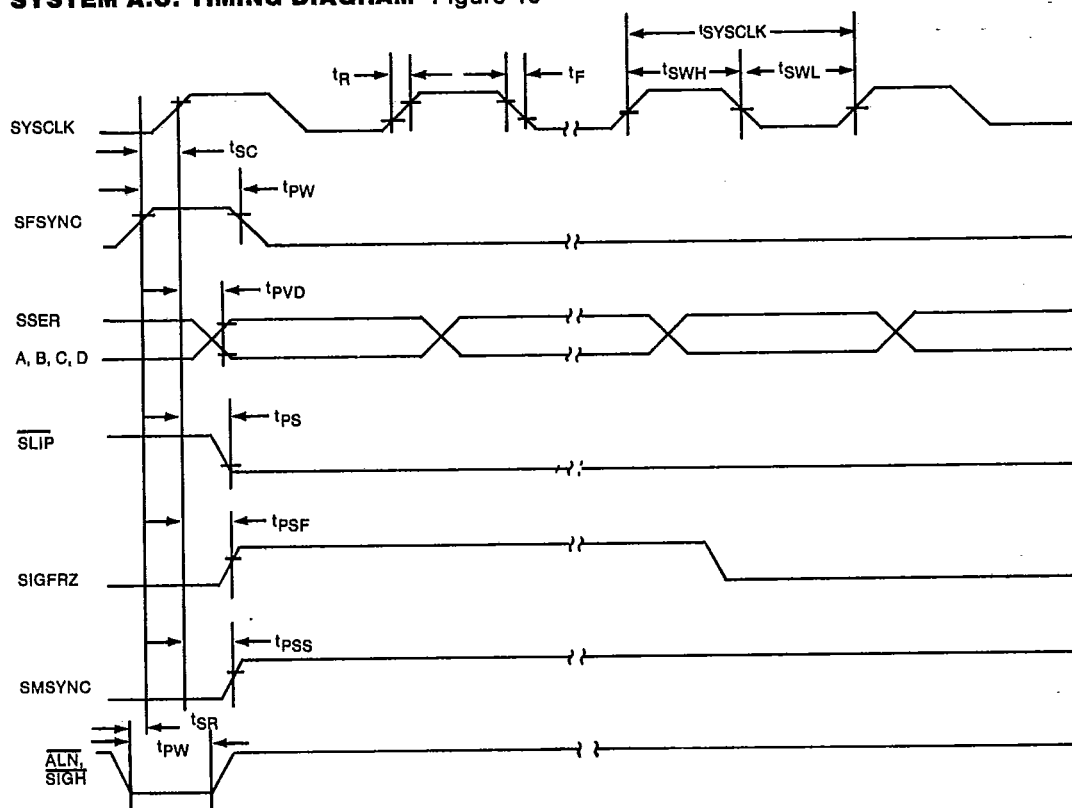 SYSTEM A.C. TIMING DIAGRAM Figure
tSYSCLK
tR
tF
tSWH
tSWL
SYSCLK
tSC
tPW
SFSYNC
tPVD
SSER
A, B, C, D
tPS
SLIP
tPSF
SIGFRZ
tPSS
SMSYNC
tSR
tPW
ALN,
SIGH